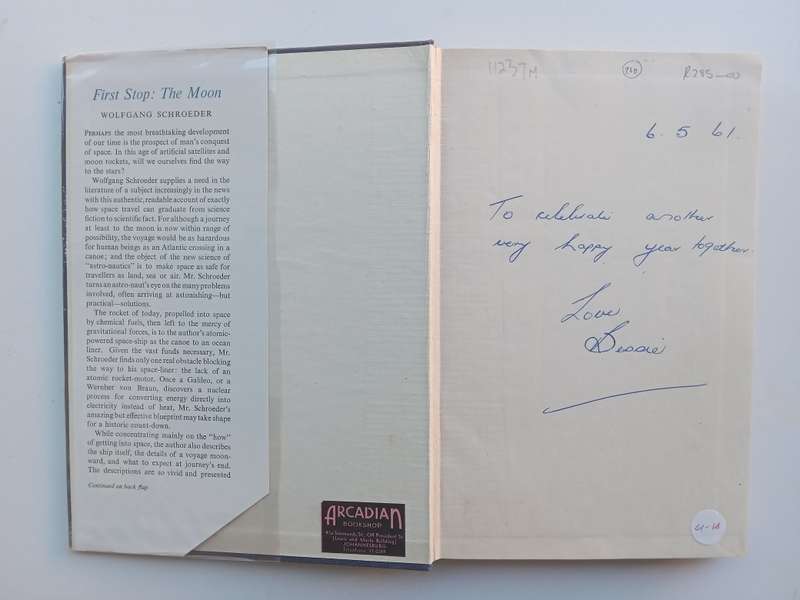 First Stop: The Moon
WOLFGANG SCHROEDER
PERHAPS the most breathtaking development
of our time is the prospect of man's conquest
of space. In this age of artificial satellites and
moon rockets, will we ourselves find the way
to the stars?
Wolfgang Schroeder supplies a need in the
literature of a subject increasingly in the news
with this authentic, readable account of exactly
how space travel can graduate from science
fiction to scientific fact. For although a journey
at least to the moon is now within range of
possibility, the voyage would be as hazardous
for human beings as an Atlantic crossing in a
canoe; and the object of the new science of
"astro-nautics" is to make space as safe for
travellers as land, sea or air. Mr. Schroeder
turns an astro-naut's eye on the many problems
involved, often arriving at astonishing—but
practical—solutions.
The rocket of today, propelled into space
by chemical fuels, then left to the mercy of
gravitational forces, is to the author's atomic-
powered space-ship as the canoe to an ocean
liner. Given the vast funds necessary, Mr.
Schroeder finds only one real obstacle blocking
the way to his space-liner: the lack of an
atomic rocket-motor. Once a Galileo, or a
Wernher von Braun, discovers a nuclear
process for converting energy directly into
electricity instead of heat, Mr. Schroeder's
amazing but effective blueprint may take shape
for a historic count-down.
While concentrating mainly on the "how"
of getting into space, the author also describes
the ship itself, the details of a voyage moon-
ward, and what to expect at journey's end.
The descriptions are so vivid and presented
Continued on back flap
ARCADIAN
BOOKSHOP
JOHANNESBURG
R285-00
6. 5 61.
To celebrate another
very happy year together.
Love
Bessie